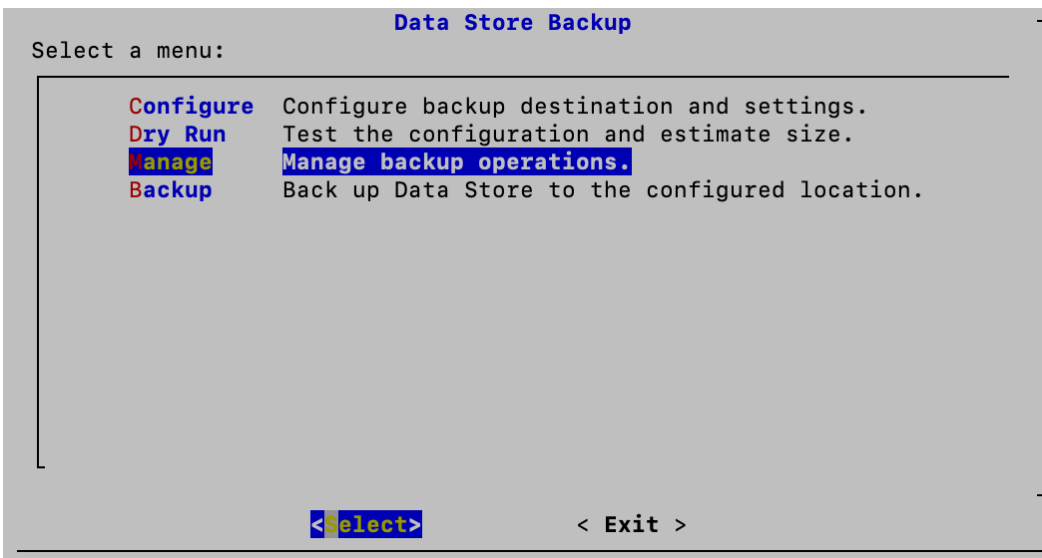 Data Store Backup
Select a menu:
Configure Configure backup destination and settings.
Dry Run Test the configuration and estimate size.
Manage Manage backup operations.
Backup Back up Data Store to the configured location.
<Select> < Exit >